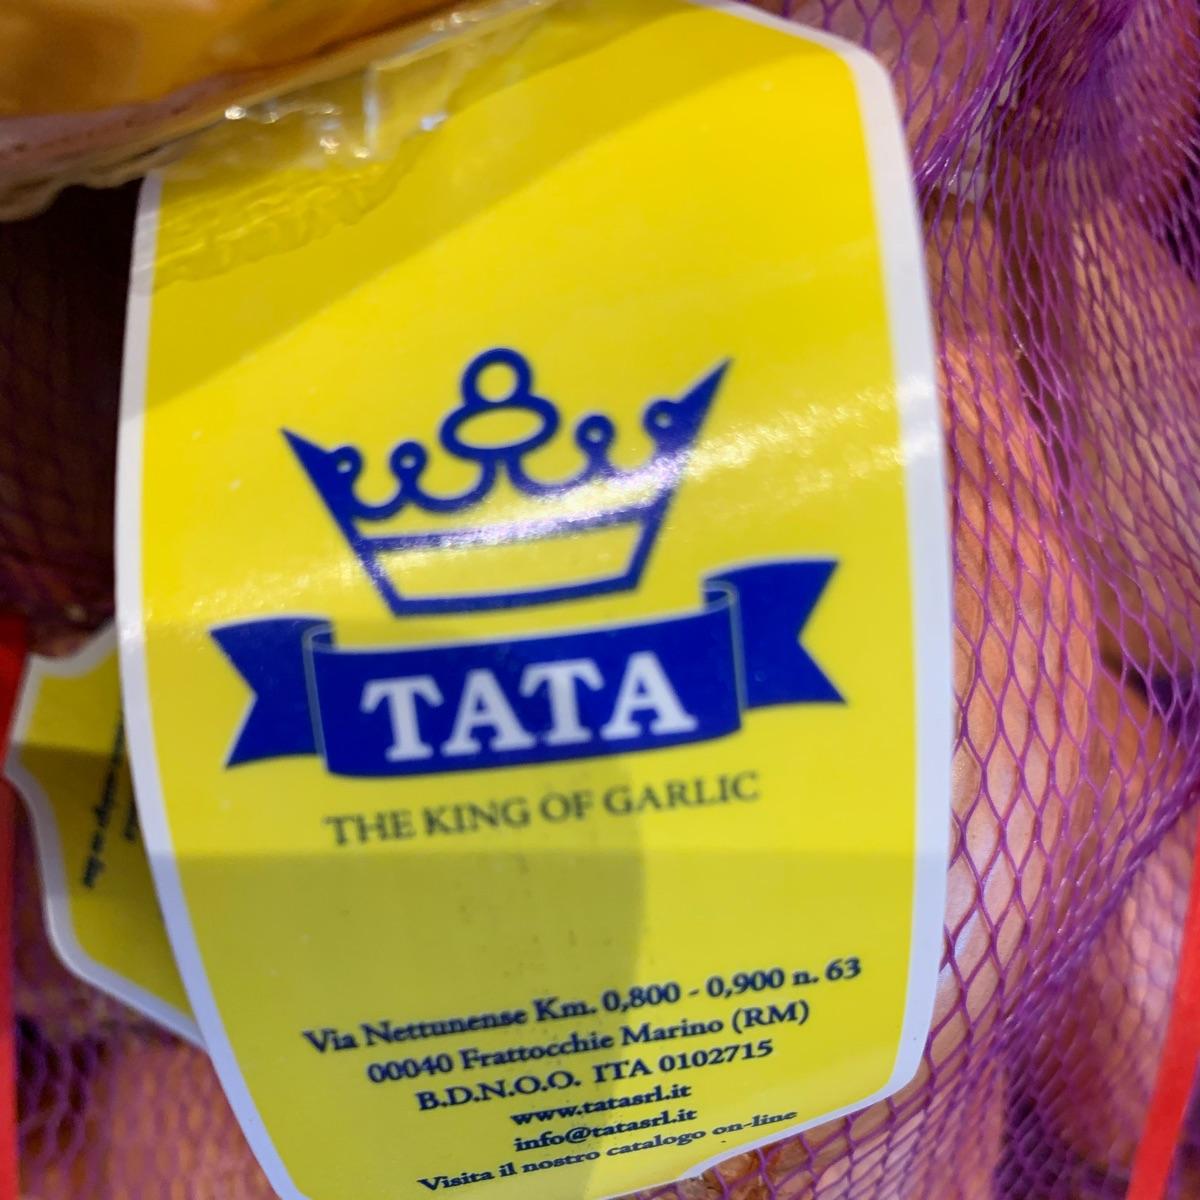 TATA
THE KING OF GARLIC
Via Nettunense Km. 0,800 - 0,900 n. 63
00040 Frattocchie Marino (RM)
B.D.N.O.O. ITA 0102715
www.tatasrl.it
info@tatasrl.it
Visita il nostro catalogo on-line